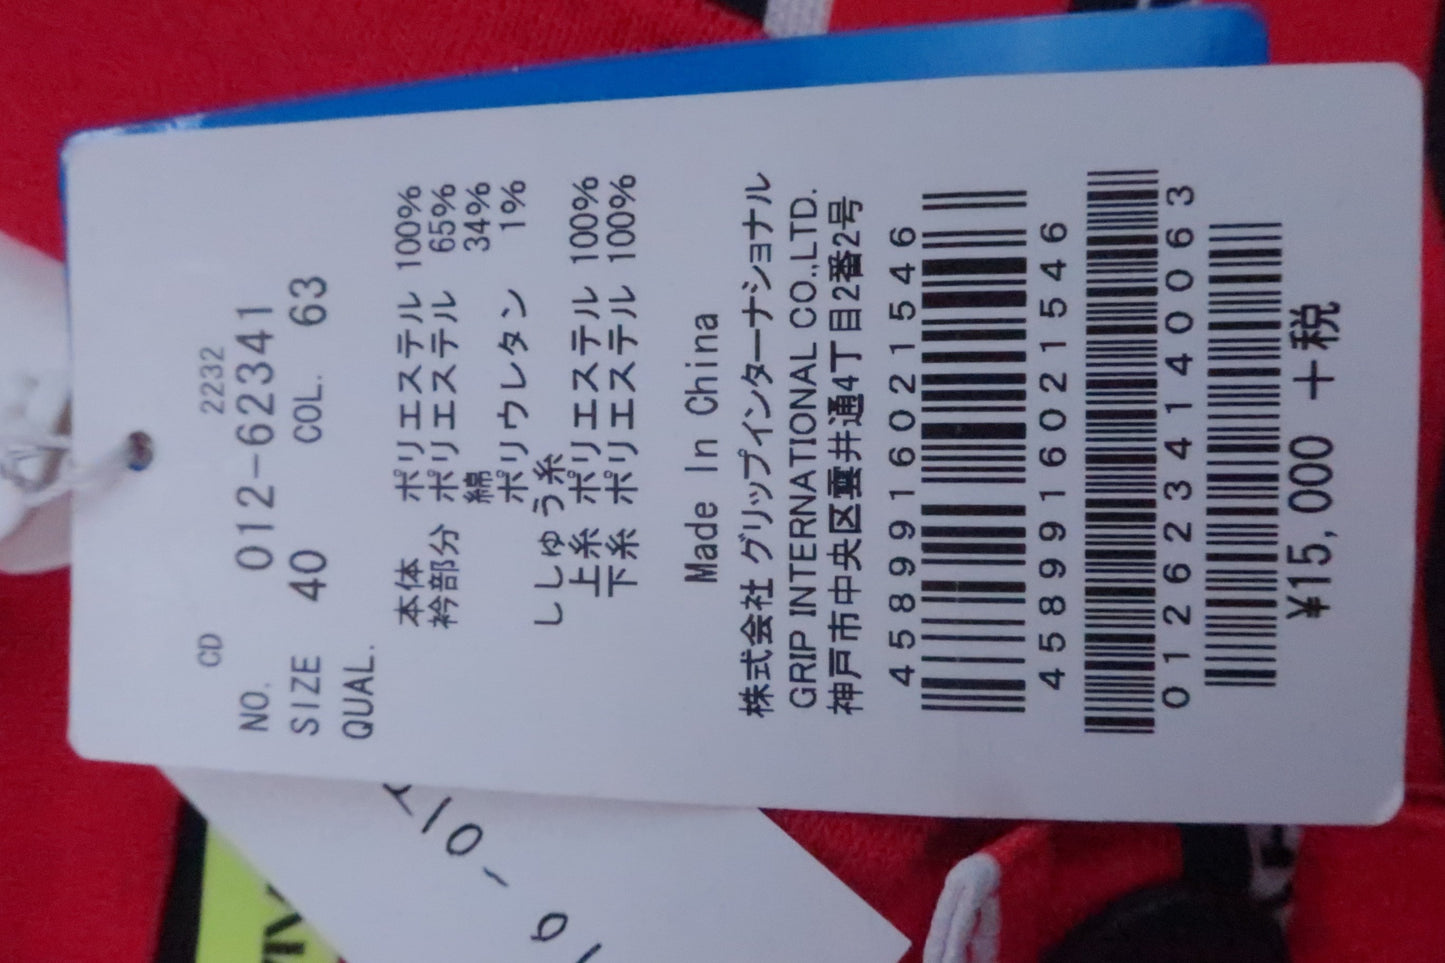 CD 2232
NO. 012-62341
SIZE 40 COL. 63
QUAL.
本体 ポリエステル 100%
衿部分 ポリエステル 65%
綿 34%
ポリウレタン 1%
ししゅう糸
上糸 ポリエステル 100%
下糸 ポリエステル 100%
Made In China
株式会社 グリップインターナショナル
GRIP INTERNATIONAL CO.,LTD.
神戸市中央区雲井通4丁目2番2号
4589916021546
4589916021546
0126234140063
¥15,000 +税